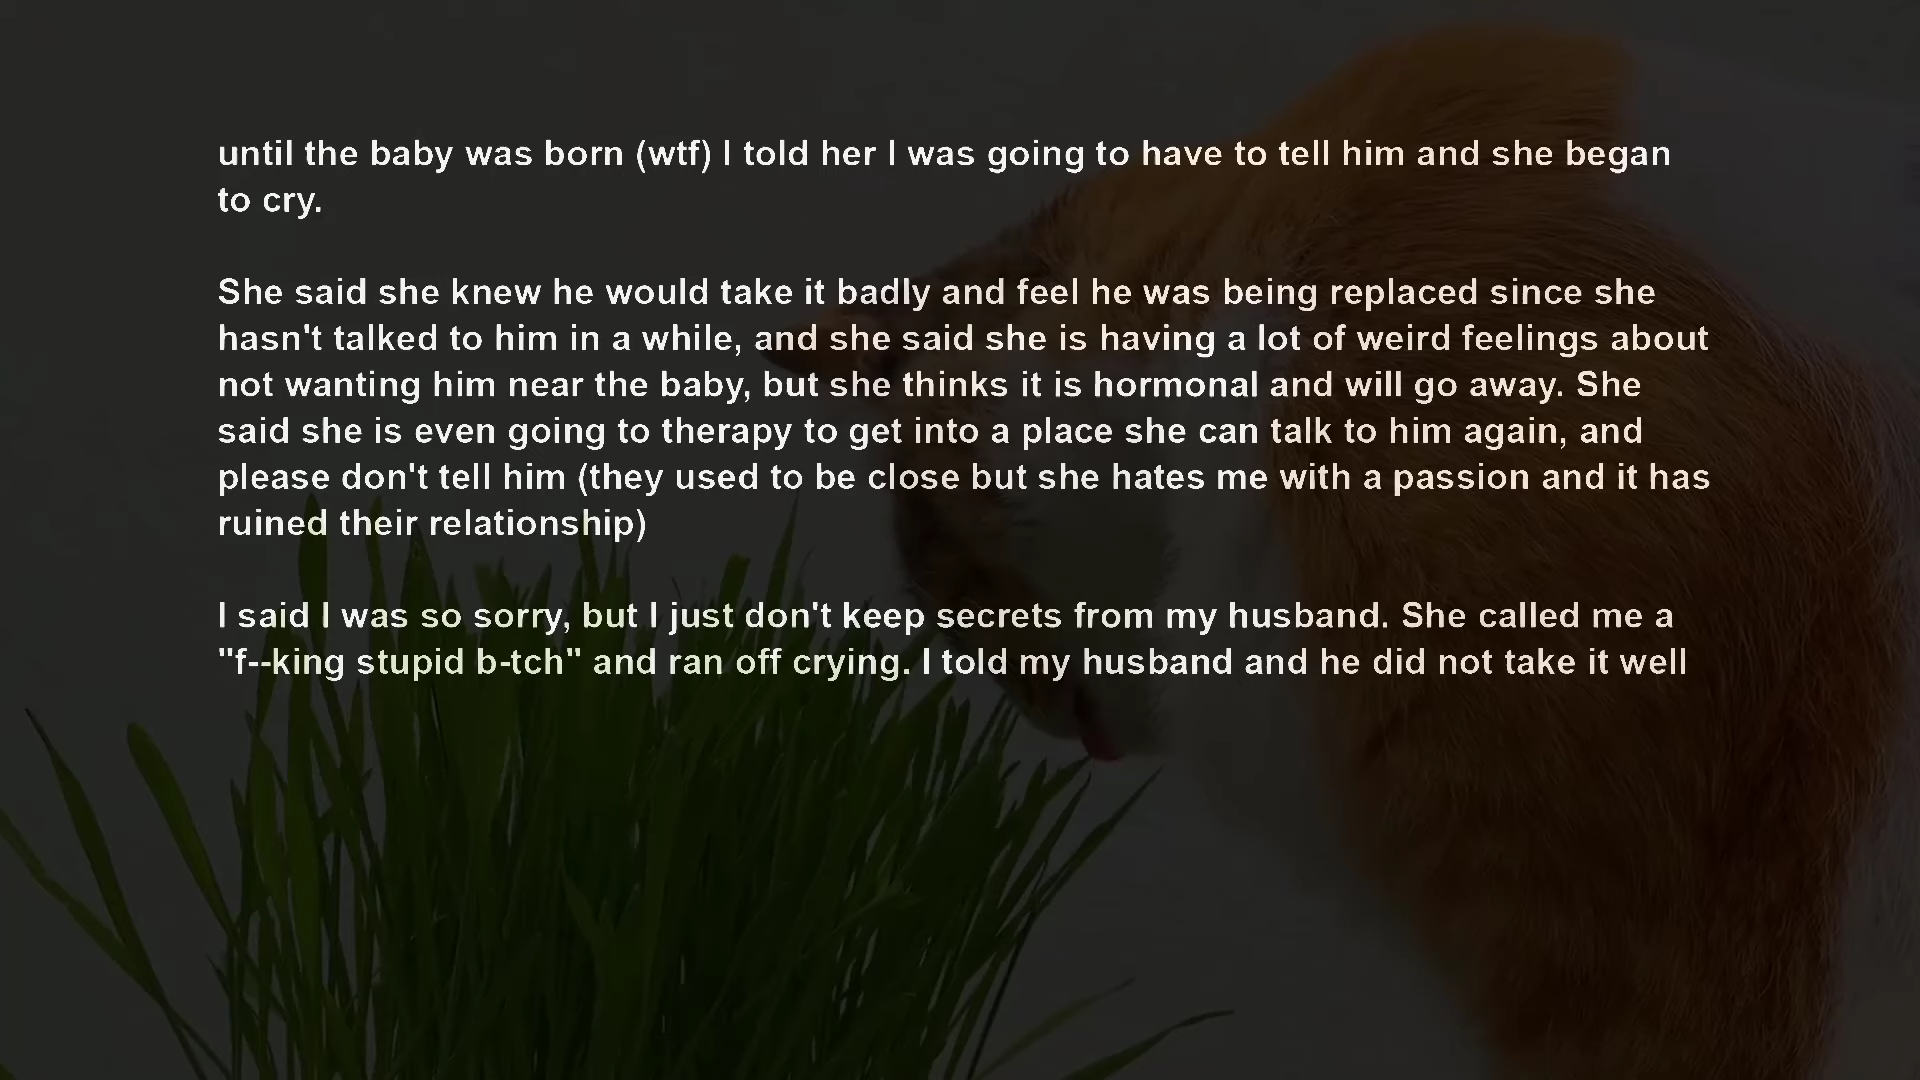 until the baby was born (wtf) I told her I was going to have to tell him and she began
to cry.
She said she knew he would take it badly and feel he was being replaced since she
hasn't talked to him in a while, and she said she is having a lot of weird feelings about
not wanting him near the baby, but she thinks it is hormonal and will go away. She
said she is even going to therapy to get into a place she can talk to him again, and
please don't tell him (they used to be close but she hates me with a passion and it has
ruined their relationship)
I said I was so sorry, but I just don't keep secrets from my husband. She called me a
"f--king stupid b-tch" and ran off crying. I told my husband and he did not take it well